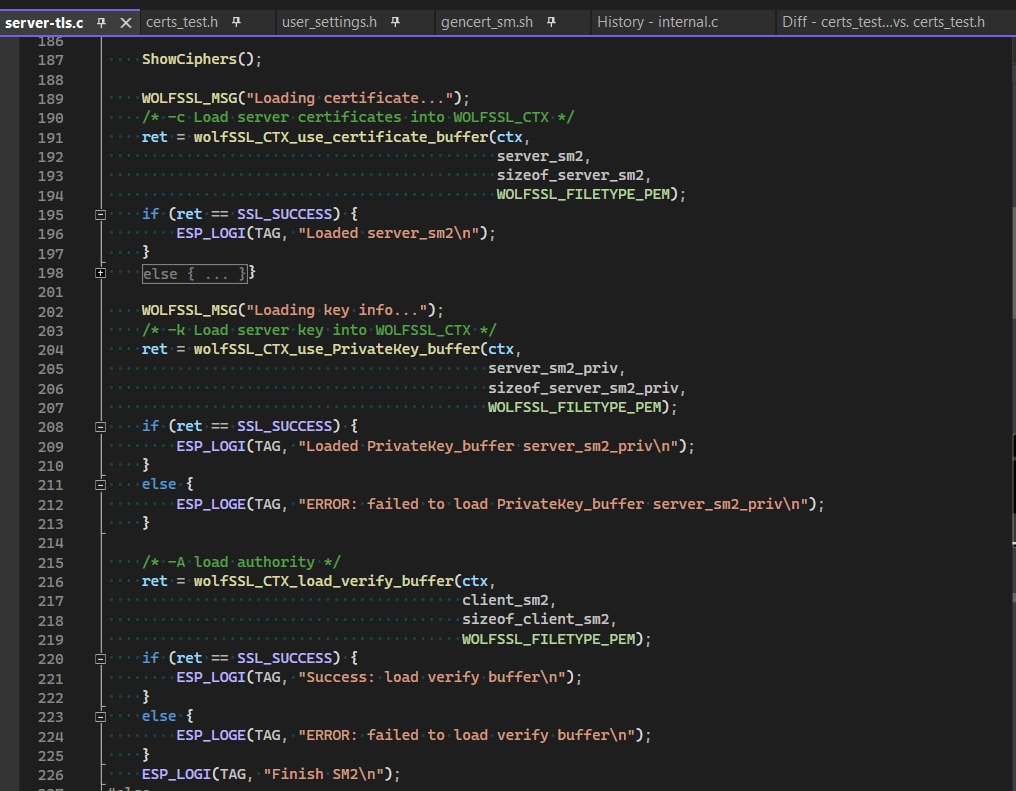 server-tls.c certs_test.h user_settings.h gencert_sm.sh History - internal.c Diff - certs_test...vs. certs_test.h
186
187 ShowCiphers();
188
189 WOLFSSL_MSG("Loading certificate...");
190 /* -c Load server certificates into WOLFSSL_CTX */
191 ret = wolfSSL_CTX_use_certificate_buffer(ctx,
192 server_sm2,
193 sizeof_server_sm2,
194 WOLFSSL_FILETYPE_PEM);
195 if (ret == SSL_SUCCESS) {
196 ESP_LOGI(TAG, "Loaded server_sm2\n");
197 }
198 else { ... }}
201
202 WOLFSSL_MSG("Loading key info...");
203 /* -k Load server key into WOLFSSL_CTX */
204 ret = wolfSSL_CTX_use_PrivateKey_buffer(ctx,
205 server_sm2_priv,
206 sizeof_server_sm2_priv,
207 WOLFSSL_FILETYPE_PEM);
208 if (ret == SSL_SUCCESS) {
209 ESP_LOGI(TAG, "Loaded PrivateKey_buffer server_sm2_priv\n");
210 }
211 else {
212 ESP_LOGE(TAG, "ERROR: failed to load PrivateKey_buffer server_sm2_priv\n");
213 }
214
215 /* -A load authority */
216 ret = wolfSSL_CTX_load_verify_buffer(ctx,
217 client_sm2,
218 sizeof_client_sm2,
219 WOLFSSL_FILETYPE_PEM);
220 if (ret == SSL_SUCCESS) {
221 ESP_LOGI(TAG, "Success: load verify buffer\n");
222 }
223 else {
224 ESP_LOGE(TAG, "ERROR: failed to load verify buffer\n");
225 }
226 ESP_LOGI(TAG, "Finish SM2\n");